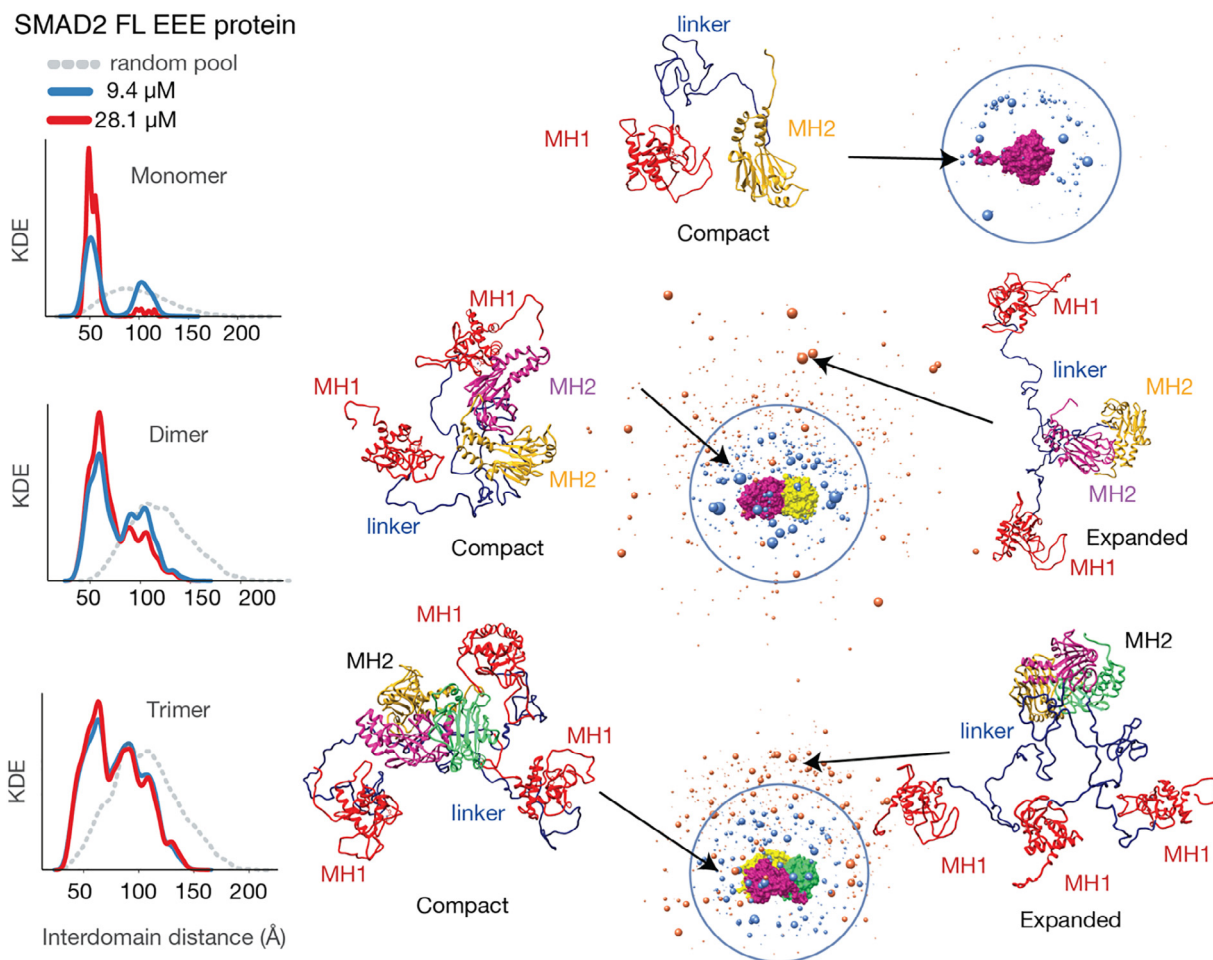 SMAD2 FL EEE protein
random pool
9.4 µM
28.1 µM
Monomer
KDE
50 100 150 200
linker
MH1
MH2
Compact
Dimer
KDE
50 100 150 200
MH1
MH1
MH2
MH2
linker
Compact
MH1
linker
MH2
MH2
Expanded
MH1
Trimer
KDE
50 100 150 200
Interdomain distance (Å)
MH1
MH2
MH1
linker
MH1
Compact
MH2
linker
MH1
MH1
MH1
Expanded